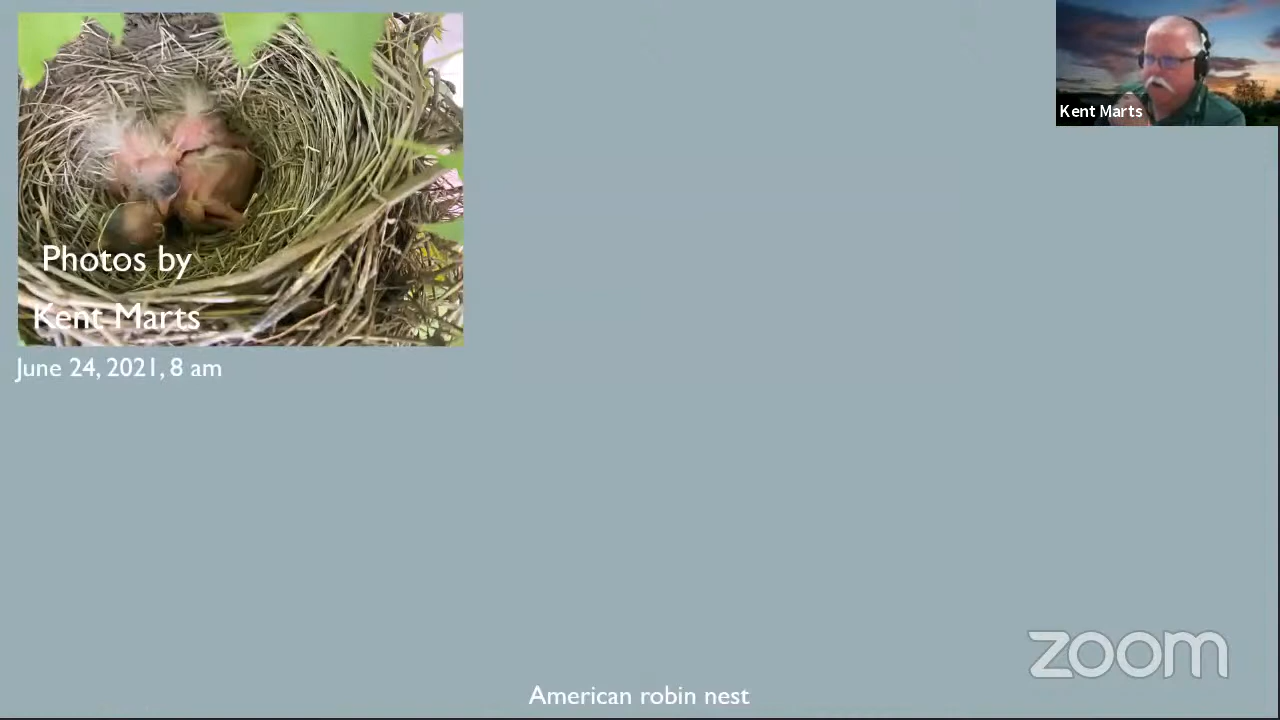 Kent Marts
Photos by
Kent Marts
June 24, 2021, 8 am
zoom
American robin nest